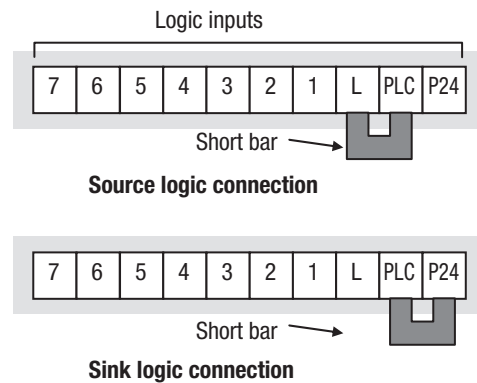 Logic inputs
7 6 5 4 3 2 1 L PLC P24
Short bar
Source logic connection
7 6 5 4 3 2 1 L PLC P24
Short bar
Sink logic connection